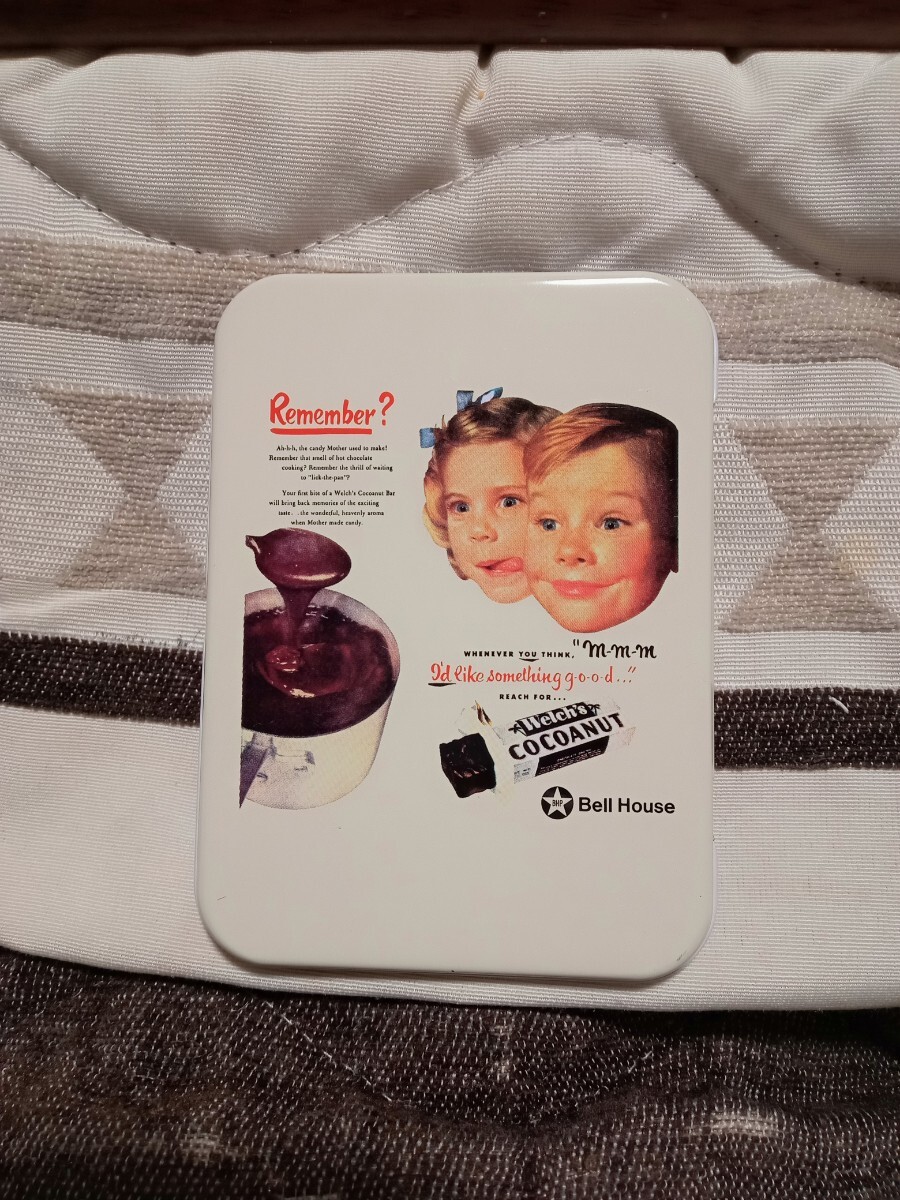 Remember?
Ah-h-h, the candy Mother used to make!
Remember that smell of hot chocolate
cooking? Remember the thrill of waiting
to "lick-the-pan"?
Your first bite of a Welch's Cocoanut Bar
will bring back memories of the exciting
taste. . .the wonderful, heavenly aroma
when Mother made candy.
WHENEVER YOU THINK, "M-m-m
I'd like something g-o-o-d..."
REACH FOR...
Welch's
COCOANUT
BHP Bell House